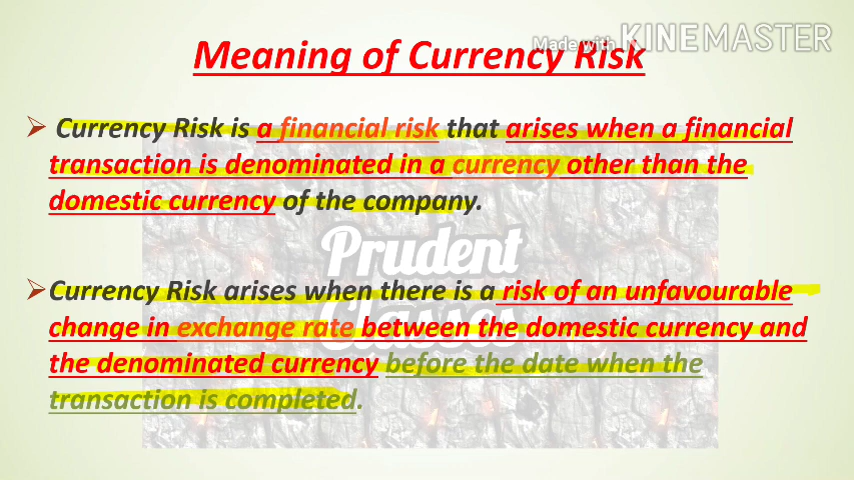 Made with KINEMASTER
Meaning of Currency Risk
➤ Currency Risk is a financial risk that arises when a financial
transaction is denominated in a currency other than the
domestic currency of the company.
Prudent
➤ Currency Risk arises when there is a risk of an unfavourable
change in exchange rate between the domestic currency and
Classes
the denominated currency before the date when the
transaction is completed.